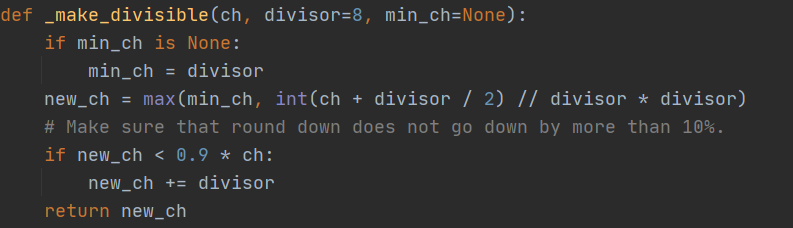 def _make_divisible(ch, divisor=8, min_ch=None):
    if min_ch is None:
        min_ch = divisor
    new_ch = max(min_ch, int(ch + divisor / 2) // divisor * divisor)
    # Make sure that round down does not go down by more than 10%.
    if new_ch < 0.9 * ch:
        new_ch += divisor
    return new_ch